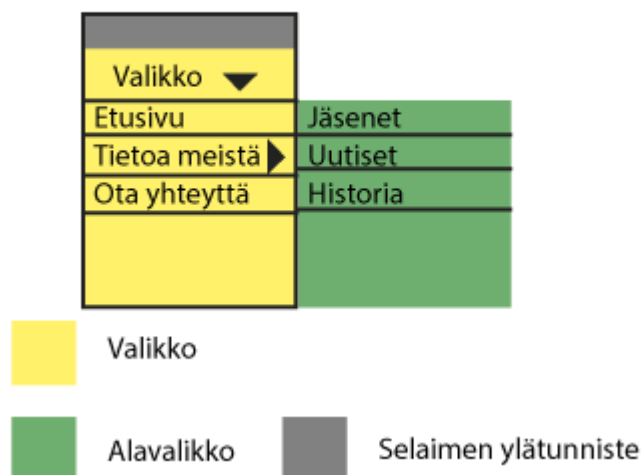 Valikko
Etusivu
Jäsenet
Tietoa meistä
Uutiset
Ota yhteyttä
Historia
Valikko
Alavalikko
Selaimen ylätunniste